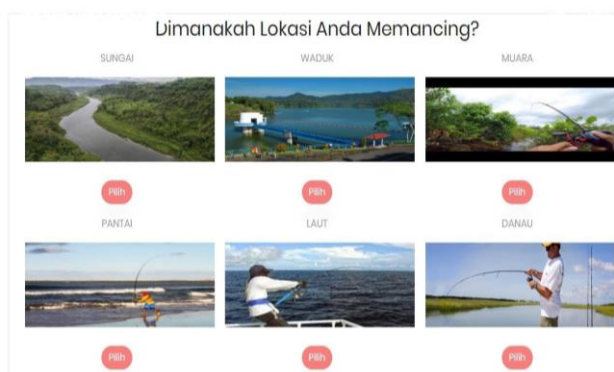 Dimanakah Lokasi Anda Memancing?
SUNGAI WADUK MUARA
Pilih Pilih Pilih
PANTAI LAUT DANAU
Pilih Pilih Pilih